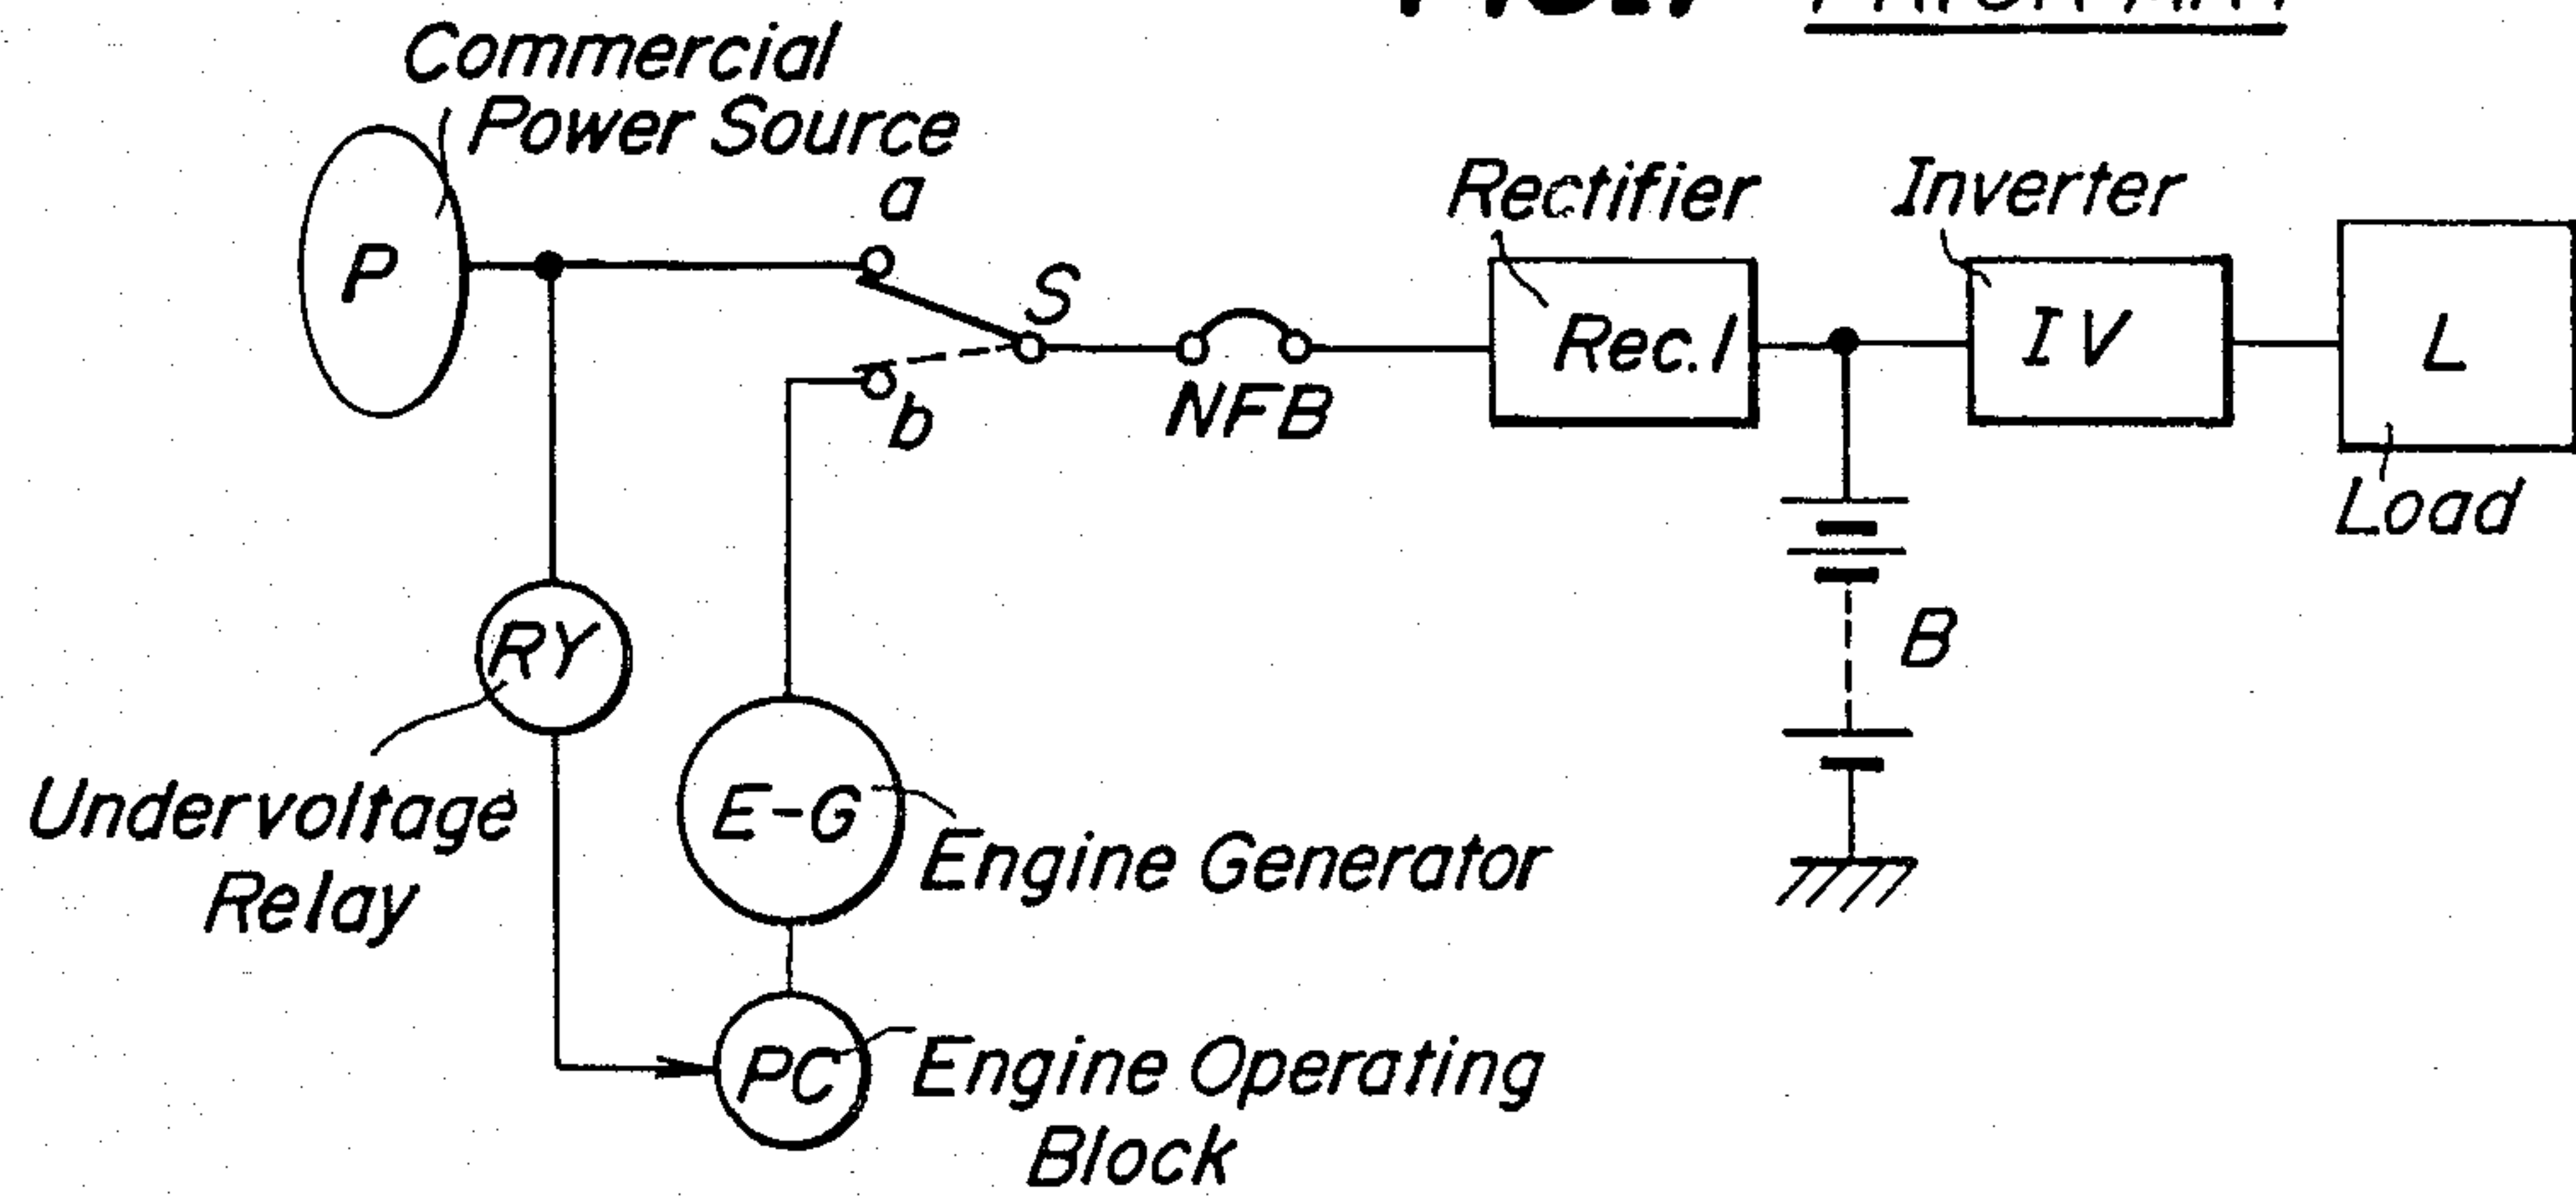 Commercial
Power Source
a
P
S
b
NFB
Rectifier
Rec.1
Inverter
IV
L
Load
B
RY
Undervoltage
Relay
E-G
Engine Generator
PC
Engine Operating
Block